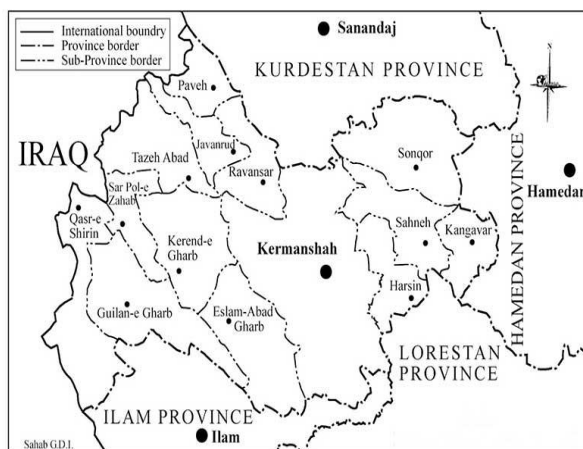 International boundry
Province border
Sub-Province border
Sanandaj
KURDESTAN PROVINCE
Paveh
IRAQ
Javanrud
Tazeh Abad
Ravansar
Sonqor
Hamedan
HAMEDAN PROVINCE
Sar Pol-e
Zahab
Qasr-e
Shirin
Kerend-e
Gharb
Kermanshah
Sahneh
Kangavar
Guilan-e Gharb
Eslam-Abad
Gharb
Harsin
LORESTAN
PROVINCE
ILAM PROVINCE
Ilam
Sahab G.D.I.